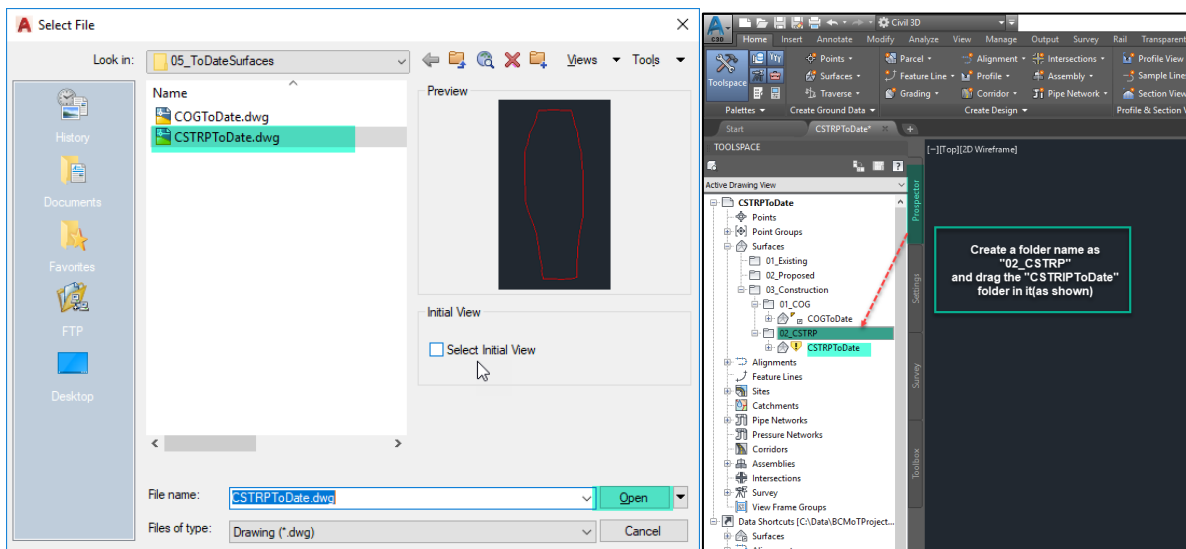 Select File
Look in:
05_ToDateSurfaces
Views
Tools
Name
COGToDate.dwg
CSTRPToDate.dwg
Preview
History
Documents
Favorites
FTP
Desktop
Initial View
Select Initial View
File name:
CSTRPToDate.dwg
Open
Files of type:
Drawing (*.dwg)
Cancel
C3D
Civil 3D
Home Insert Annotate Modify Analyze View Manage Output Survey Rail Transparent
Toolspace
Points
Surfaces
Traverse
Parcel
Feature Line
Grading
Alignment
Profile
Corridor
Intersections
Assembly
Pipe Network
Profile View
Sample Line
Section View
Palettes
Create Ground Data
Create Design
Profile & Section V
Start
CSTRPToDate*
TOOLSPACE
[-][Top][2D Wireframe]
Active Drawing View
CSTRPToDate
Points
Point Groups
Surfaces
01_Existing
02_Proposed
03_Construction
01_COG
COGToDate
02_CSTRP
CSTRPToDate
Alignments
Feature Lines
Sites
Catchments
Pipe Networks
Pressure Networks
Corridors
Assemblies
Intersections
Survey
View Frame Groups
Data Shortcuts [C:\Data\BCMoTProject...
Surfaces
Prospector
Settings
Survey
Toolbox
Create a folder name as
"02_CSTRP"
and drag the "CSTRIPToDate"
folder in it(as shown)